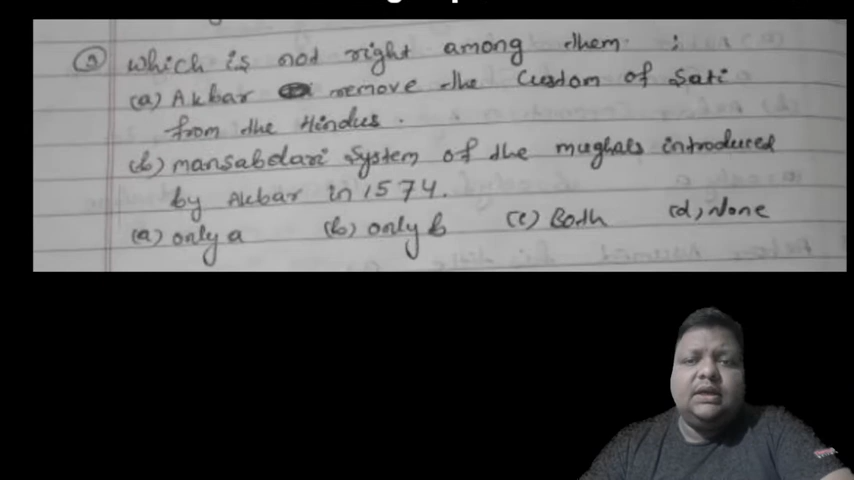 ② which is not right among them :
(a) Akbar remove the Custom of Sati
from the Hindus .
(b) mansabdari System of the mughals introduced
by Akbar in 1574.
(a) only a (b) only b (c) Both (d) None